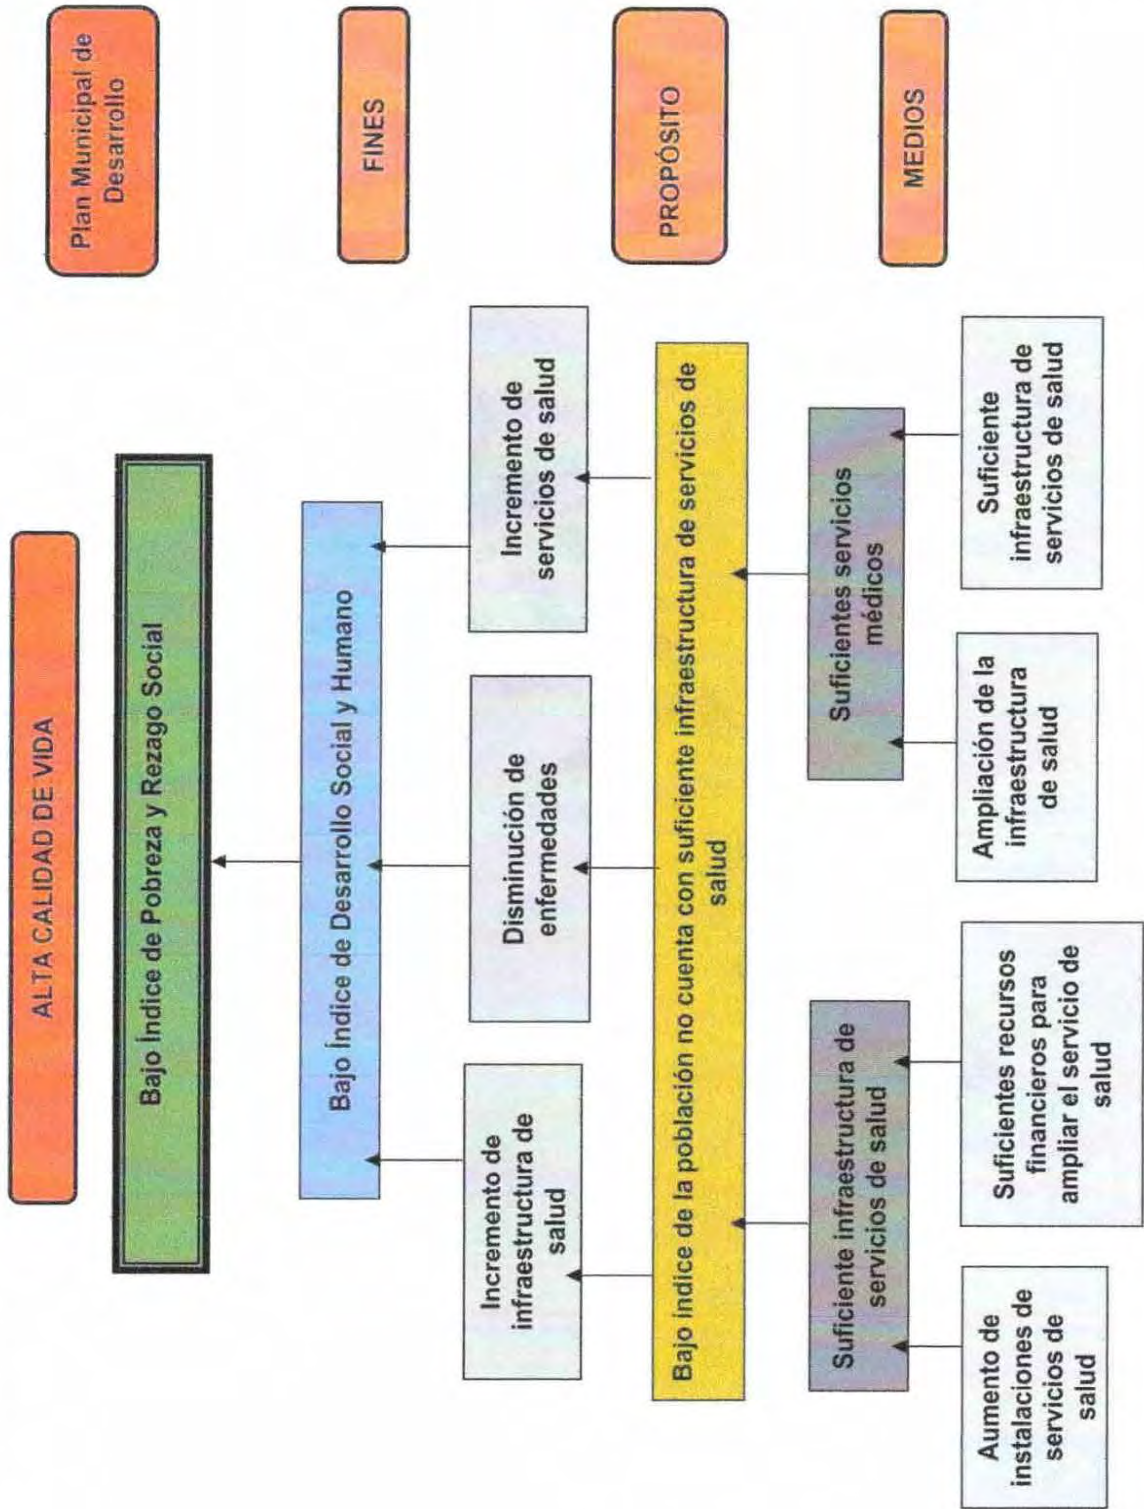 ALTA CALIDAD DE VIDA
Plan Municipal de
Desarrollo
Bajo Índice de Pobreza y Rezago Social
Bajo Índice de Desarrollo Social y Humano
FINES
Incremento de
infraestructura de
salud
Disminución de
enfermedades
Incremento de
servicios de salud
Bajo índice de la población no cuenta con suficiente infraestructura de servicios de
salud
PROPÓSITO
Suficiente infraestructura de
servicios de salud
Suficientes servicios
médicos
MEDIOS
Aumento de
instalaciones de
servicios de
salud
Suficientes recursos
financieros para
ampliar el servicio de
salud
Ampliación de la
infraestructura
de salud
Suficiente
infraestructura de
servicios de salud